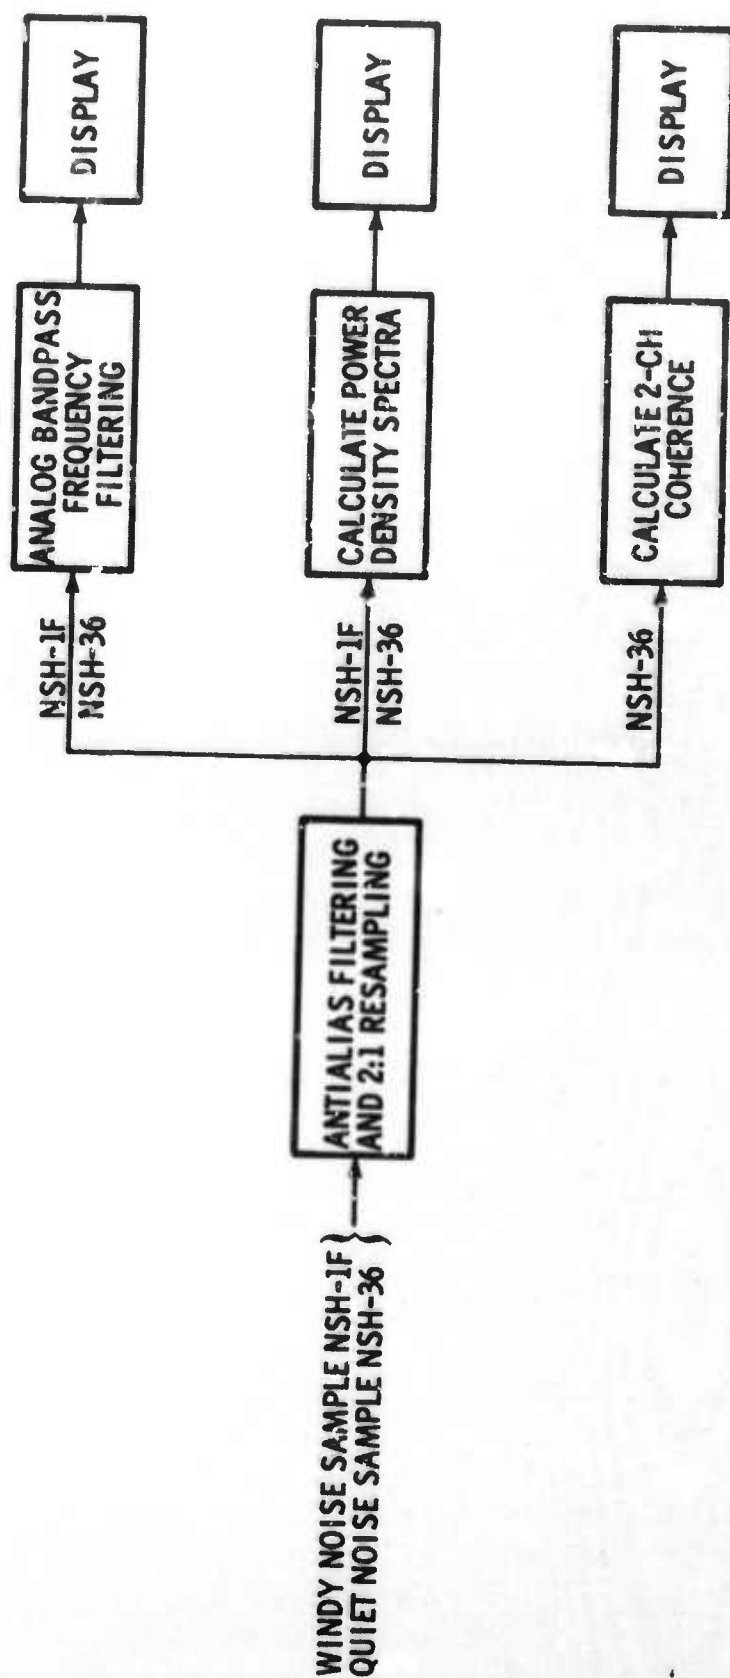 WINDY NOISE SAMPLE NSH-1F
QUIET NOISE SAMPLE NSH-36
ANTIALIAS FILTERING
AND 2:1 RESAMPLING
NSH-1F
NSH-36
ANALOG BANDPASS
FREQUENCY
FILTERING
DISPLAY
NSH-1F
NSH-36
CALCULATE POWER
DENSITY SPECTRA
DISPLAY
NSH-36
CALCULATE 2-CH
COHERENCE
DISPLAY